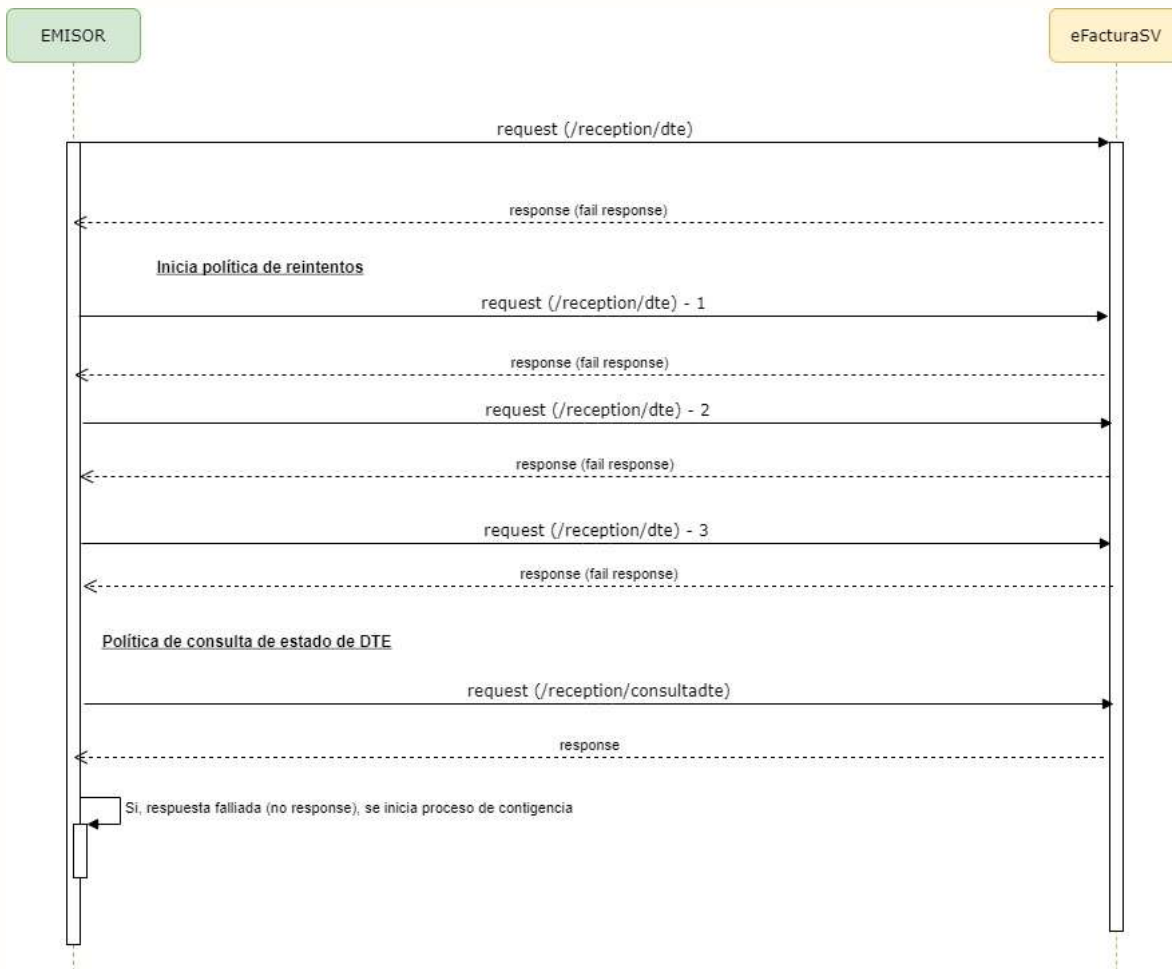 EMISOR
eFacturaSV
request (/reception/dte)
response (fail response)
Inicia política de reintentos
request (/reception/dte) - 1
response (fail response)
request (/reception/dte) - 2
response (fail response)
request (/reception/dte) - 3
response (fail response)
Política de consulta de estado de DTE
request (/reception/consultadte)
response
Si, respuesta falliada (no response), se inicia proceso de contigencia